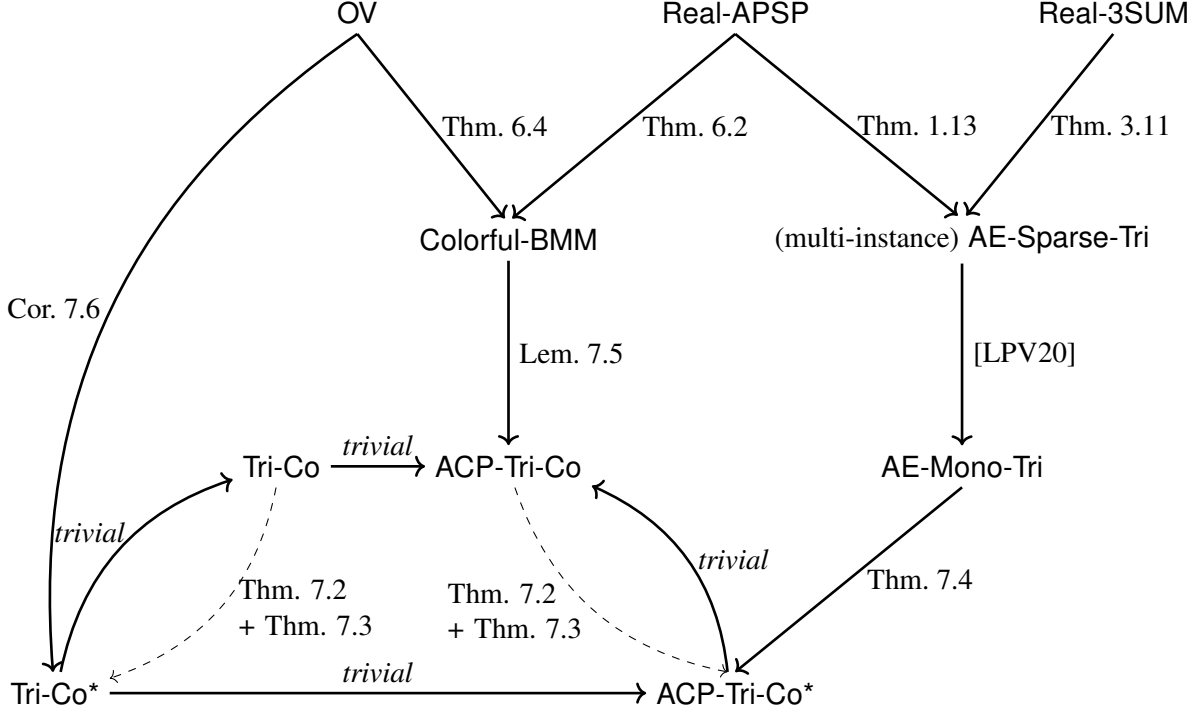 OV
Real-APSP
Real-3SUM
Thm. 6.4
Thm. 6.2
Thm. 1.13
Thm. 3.11
Colorful-BMM
(multi-instance) AE-Sparse-Tri
Cor. 7.6
Lem. 7.5
[LPV20]
trivial
Tri-Co
ACP-Tri-Co
AE-Mono-Tri
trivial
trivial
Thm. 7.2
+ Thm. 7.3
Thm. 7.2
+ Thm. 7.3
Thm. 7.4
trivial
Tri-Co*
ACP-Tri-Co*